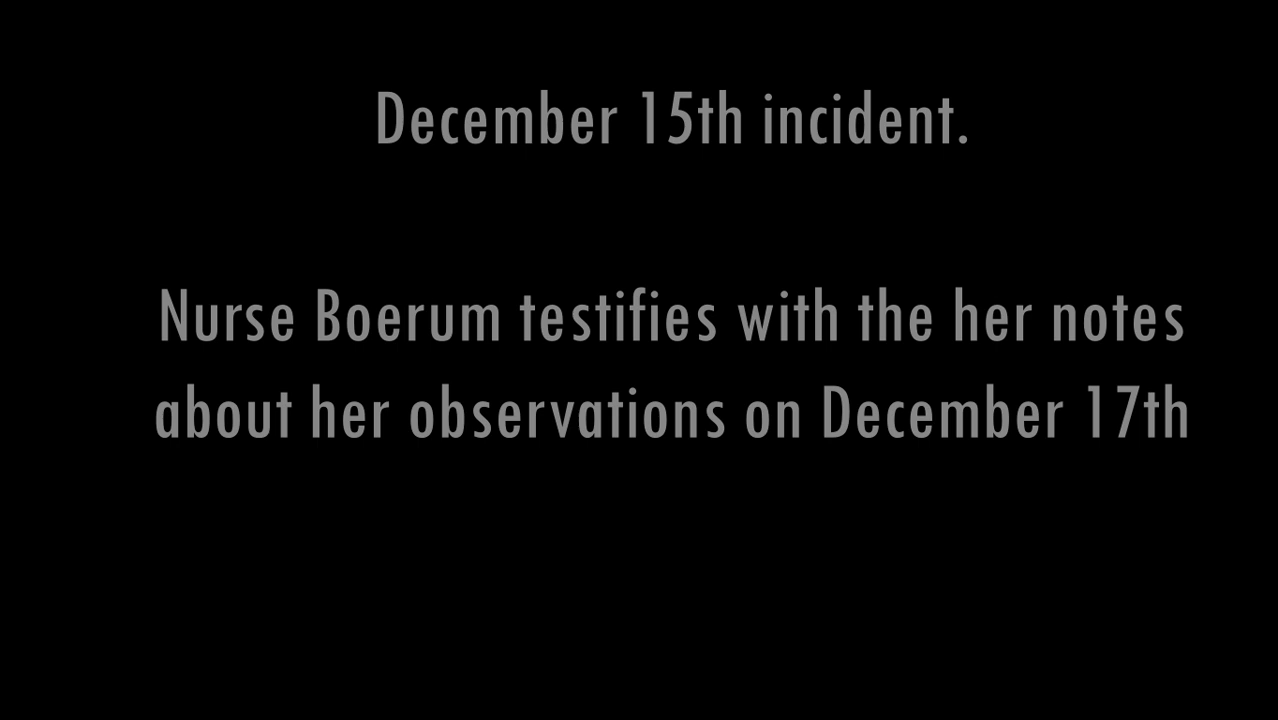 December 15th incident.
Nurse Boerum testifies with the her notes
about her observations on December 17th